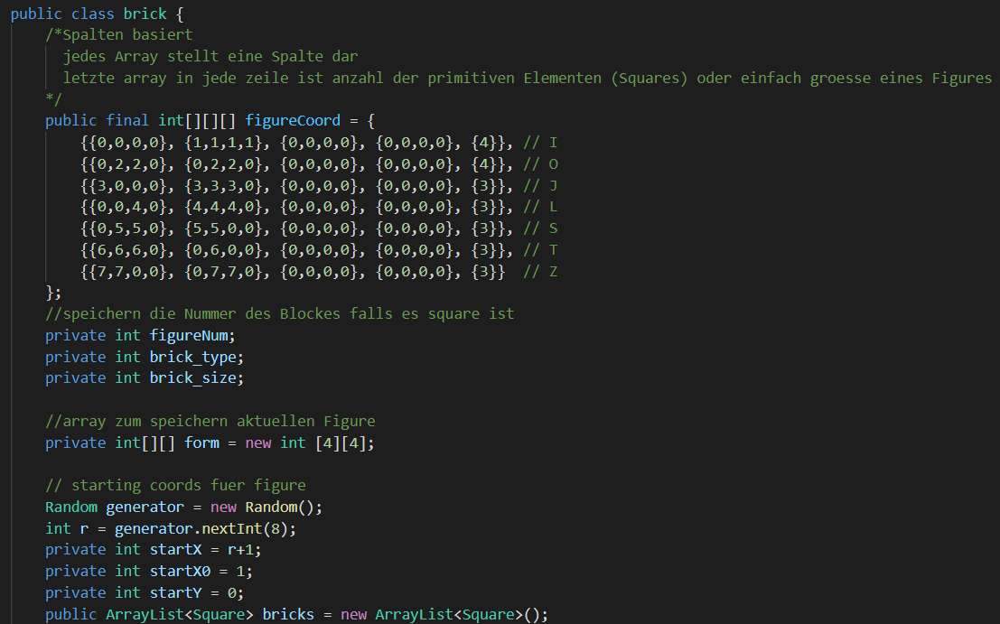 public class brick {
/*Spalten basiert
jedes Array stellt eine Spalte dar
letzte array in jede zeile ist anzahl der primitiven Elementen (Squares) oder einfach groesse eines Figures
*/
public final int[][][] figureCoord = {
{{0,0,0,0}, {1,1,1,1}, {0,0,0,0}, {0,0,0,0}, {4}}, // I
{{0,2,2,0}, {0,2,2,0}, {0,0,0,0}, {0,0,0,0}, {4}}, // O
{{3,0,0,0}, {3,3,3,0}, {0,0,0,0}, {0,0,0,0}, {3}}, // J
{{0,0,4,0}, {4,4,4,0}, {0,0,0,0}, {0,0,0,0}, {3}}, // L
{{0,5,5,0}, {5,5,0,0}, {0,0,0,0}, {0,0,0,0}, {3}}, // S
{{6,6,6,0}, {0,6,0,0}, {0,0,0,0}, {0,0,0,0}, {3}}, // T
{{7,7,0,0}, {0,7,7,0}, {0,0,0,0}, {0,0,0,0}, {3}} // Z
};
//speichern die Nummer des Blockes falls es square ist
private int figureNum;
private int brick_type;
private int brick_size;
//array zum speichern aktuellen Figure
private int[][] form = new int [4][4];
// starting coords fuer figure
Random generator = new Random();
int r = generator.nextInt(8);
private int startX = r+1;
private int startX0 = 1;
private int startY = 0;
public ArrayList<Square> bricks = new ArrayList<Square>();